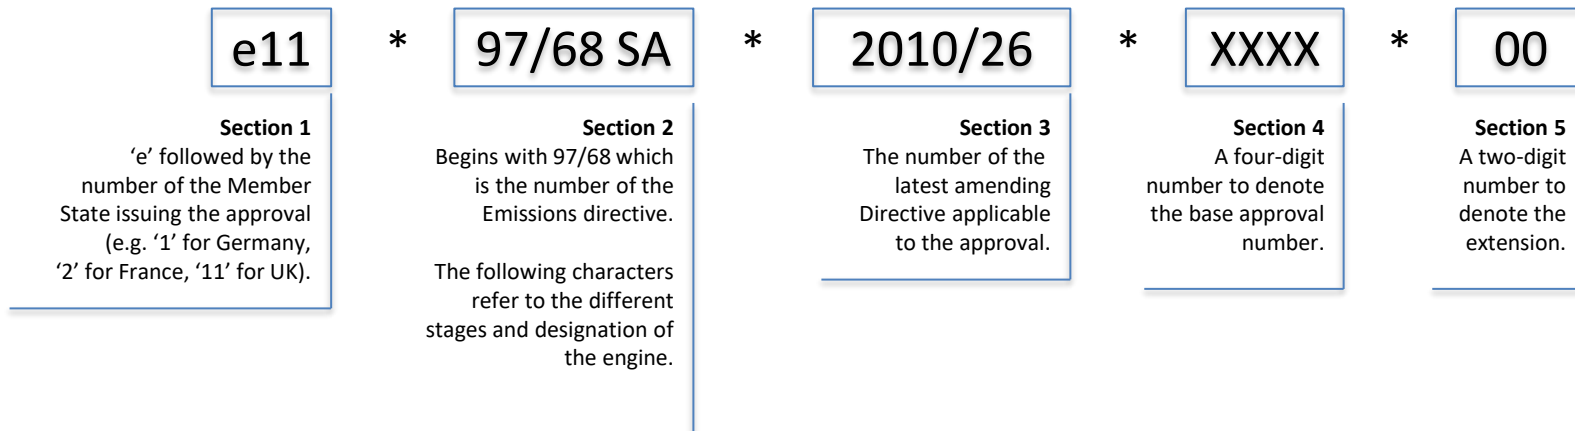 e11 * 97/68 SA * 2010/26 * XXXX * 00
Section 1
‘e’ followed by the
number of the Member
State issuing the approval
(e.g. ‘1’ for Germany,
‘2’ for France, ‘11’ for UK).
Section 2
Begins with 97/68 which
is the number of the
Emissions directive.
The following characters
refer to the different
stages and designation of
the engine.
Section 3
The number of the
latest amending
Directive applicable
to the approval.
Section 4
A four-digit
number to denote
the base approval
number.
Section 5
A two-digit
number to
denote the
extension.